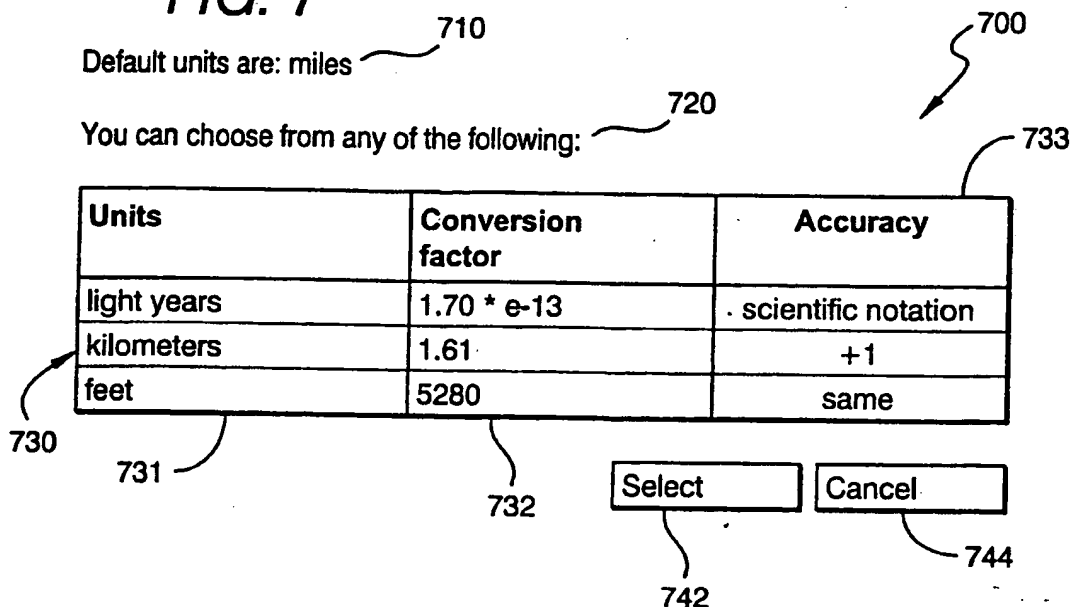 FIG. 7
710
700
Default units are: miles
720
You can choose from any of the following:
733
Units Conversion factor Accuracy
light years 1.70 * e-13 scientific notation
kilometers 1.61 +1
feet 5280 same
730
731
732
Select Cancel
742
744